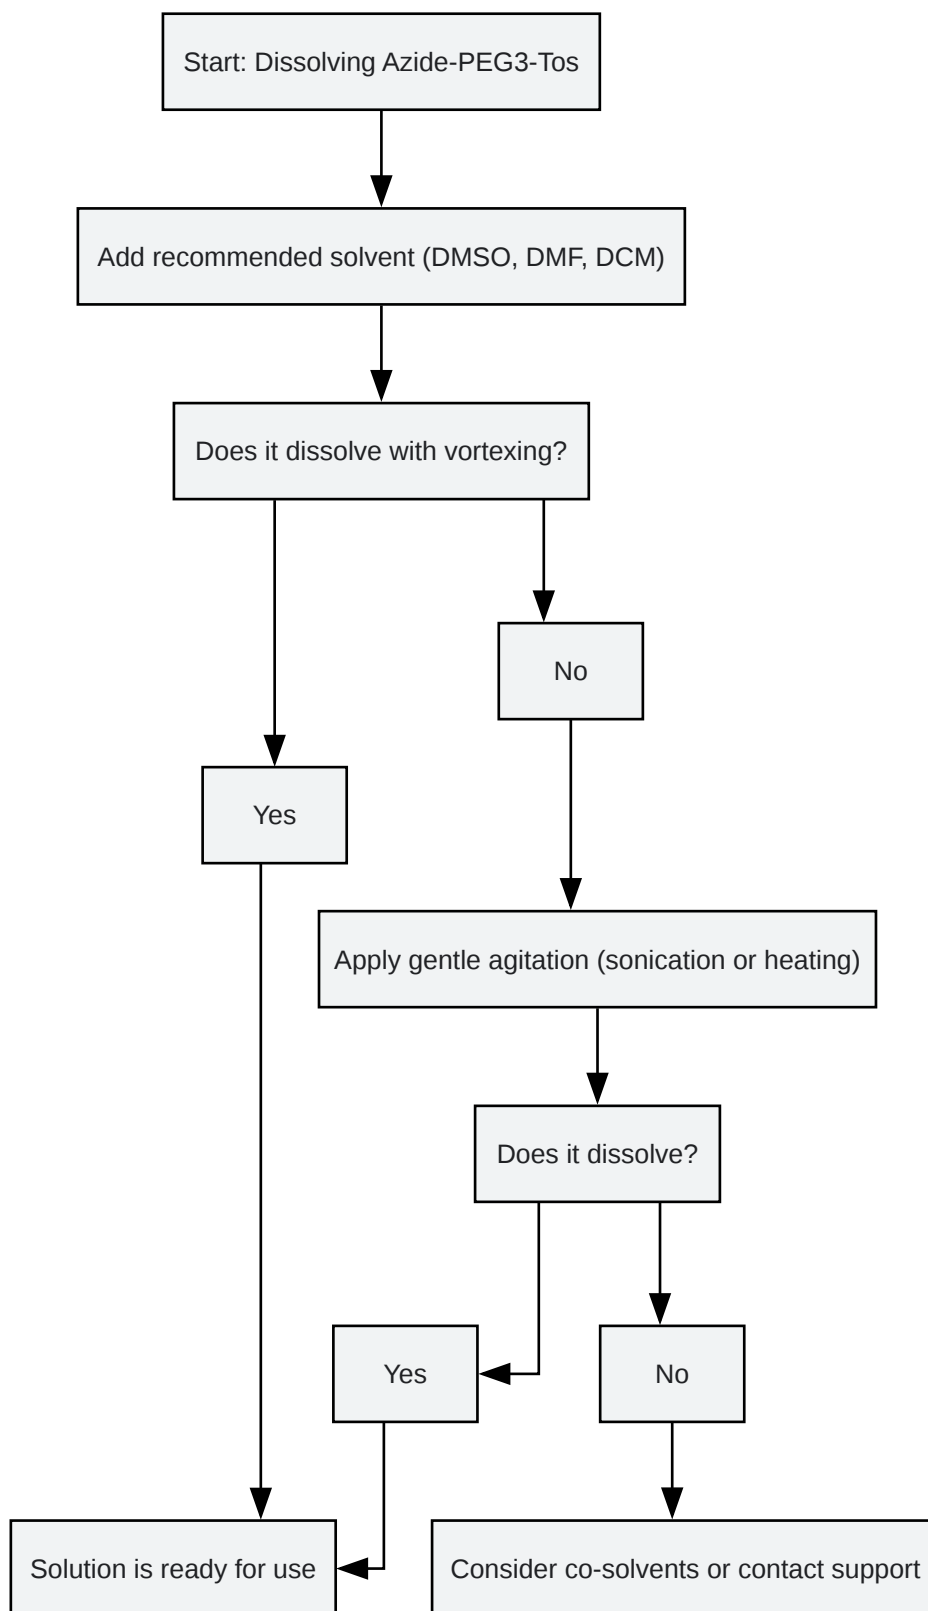 Start: Dissolving Azide-PEG3-Tos
Add recommended solvent (DMSO, DMF, DCM)
Does it dissolve with vortexing?
No
Yes
Apply gentle agitation (sonication or heating)
Does it dissolve?
Yes
No
Solution is ready for use
Consider co-solvents or contact support